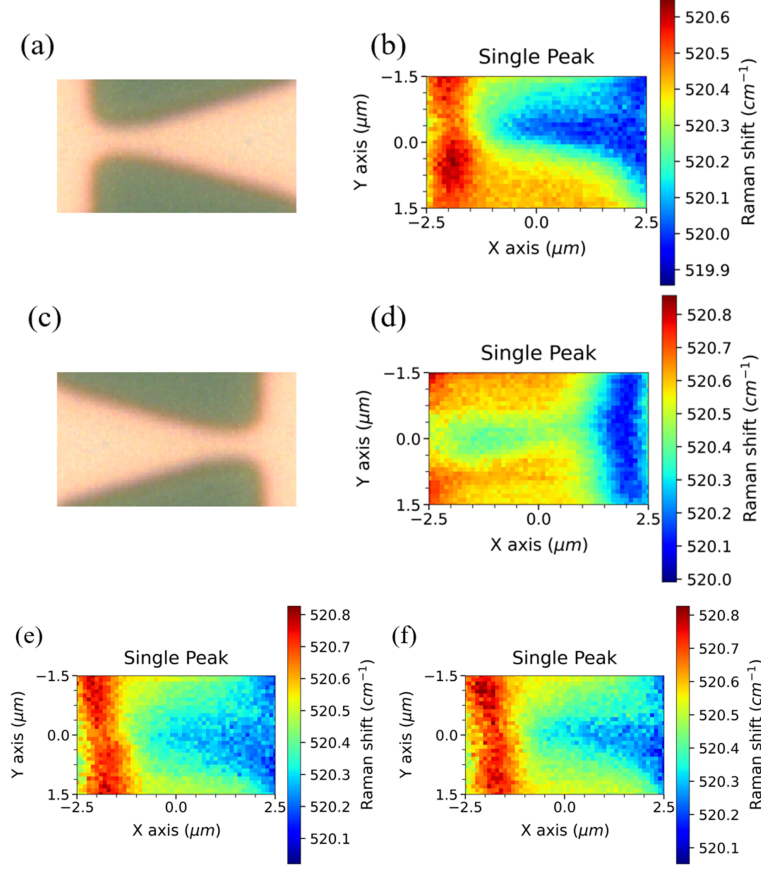 (a)
(b)
Single Peak
−1.5
0.0
1.5
Y axis (μm)
−2.5
0.0
2.5
X axis (μm)
520.6
520.5
520.4
520.3
520.2
520.1
520.0
519.9
Raman shift (cm⁻¹)
(c)
(d)
Single Peak
−1.5
0.0
1.5
Y axis (μm)
−2.5
0.0
2.5
X axis (μm)
520.8
520.7
520.6
520.5
520.4
520.3
520.2
520.1
520.0
Raman shift (cm⁻¹)
(e)
Single Peak
−1.5
0.0
1.5
Y axis (μm)
−2.5
0.0
2.5
X axis (μm)
520.8
520.7
520.6
520.5
520.4
520.3
520.2
520.1
Raman shift (cm⁻¹)
(f)
Single Peak
−1.5
0.0
1.5
Y axis (μm)
−2.5
0.0
2.5
X axis (μm)
520.8
520.7
520.6
520.5
520.4
520.3
520.2
520.1
Raman shift (cm⁻¹)